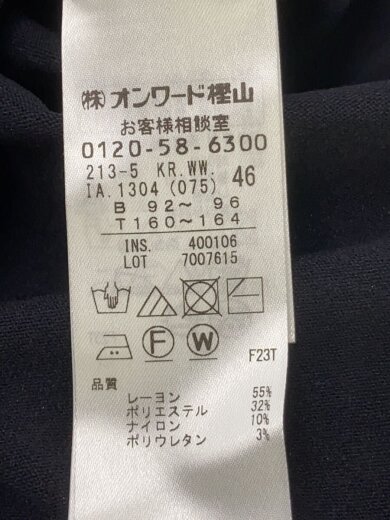 ㈱ オンワード樫山
お客様相談室
0120-58-6300
213-5 KR.WW.
IA.1304 (075) 46
B 92〜 96
T160〜164
INS. 400106
LOT 7007615
F
W
F23T
品質
レーヨン 55%
ポリエステル 32%
ナイロン 10%
ポリウレタン 3%